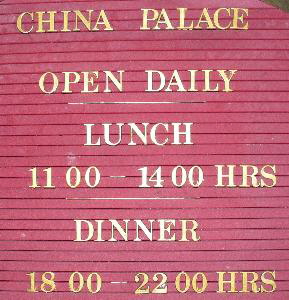 CHINA PALACE
OPEN DAILY
LUNCH
11 00 — 14 00 HRS
DINNER
18 00 — 22 00 HRS